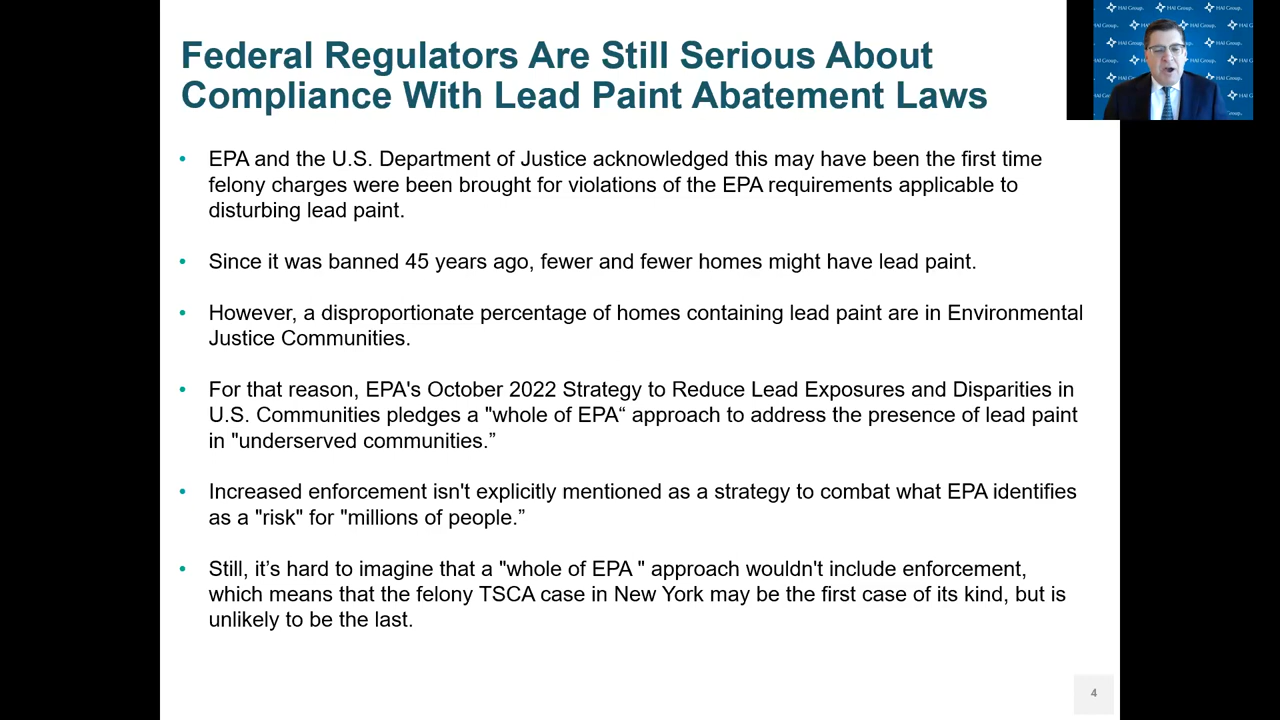 Federal Regulators Are Still Serious About
Compliance With Lead Paint Abatement Laws
HAI Group.
• EPA and the U.S. Department of Justice acknowledged this may have been the first time
felony charges were been brought for violations of the EPA requirements applicable to
disturbing lead paint.
• Since it was banned 45 years ago, fewer and fewer homes might have lead paint.
• However, a disproportionate percentage of homes containing lead paint are in Environmental
Justice Communities.
• For that reason, EPA's October 2022 Strategy to Reduce Lead Exposures and Disparities in
U.S. Communities pledges a "whole of EPA“ approach to address the presence of lead paint
in "underserved communities.”
• Increased enforcement isn't explicitly mentioned as a strategy to combat what EPA identifies
as a "risk" for "millions of people.”
• Still, it’s hard to imagine that a "whole of EPA " approach wouldn't include enforcement,
which means that the felony TSCA case in New York may be the first case of its kind, but is
unlikely to be the last.
4